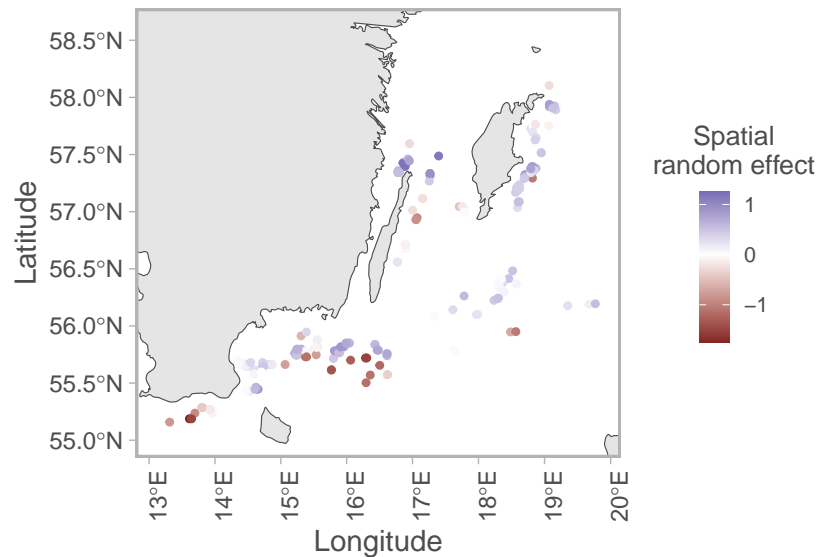 58.5°N
58.0°N
57.5°N
57.0°N
56.5°N
56.0°N
55.5°N
55.0°N
Latitude
13°E
14°E
15°E
16°E
17°E
18°E
19°E
20°E
Longitude
Spatial
random effect
1
0
−1